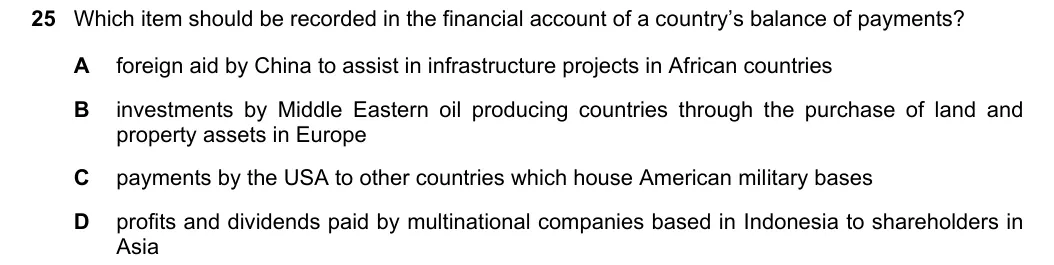 25 Which item should be recorded in the financial account of a country’s balance of payments?
A foreign aid by China to assist in infrastructure projects in African countries
B investments by Middle Eastern oil producing countries through the purchase of land and
property assets in Europe
C payments by the USA to other countries which house American military bases
D profits and dividends paid by multinational companies based in Indonesia to shareholders in
Asia